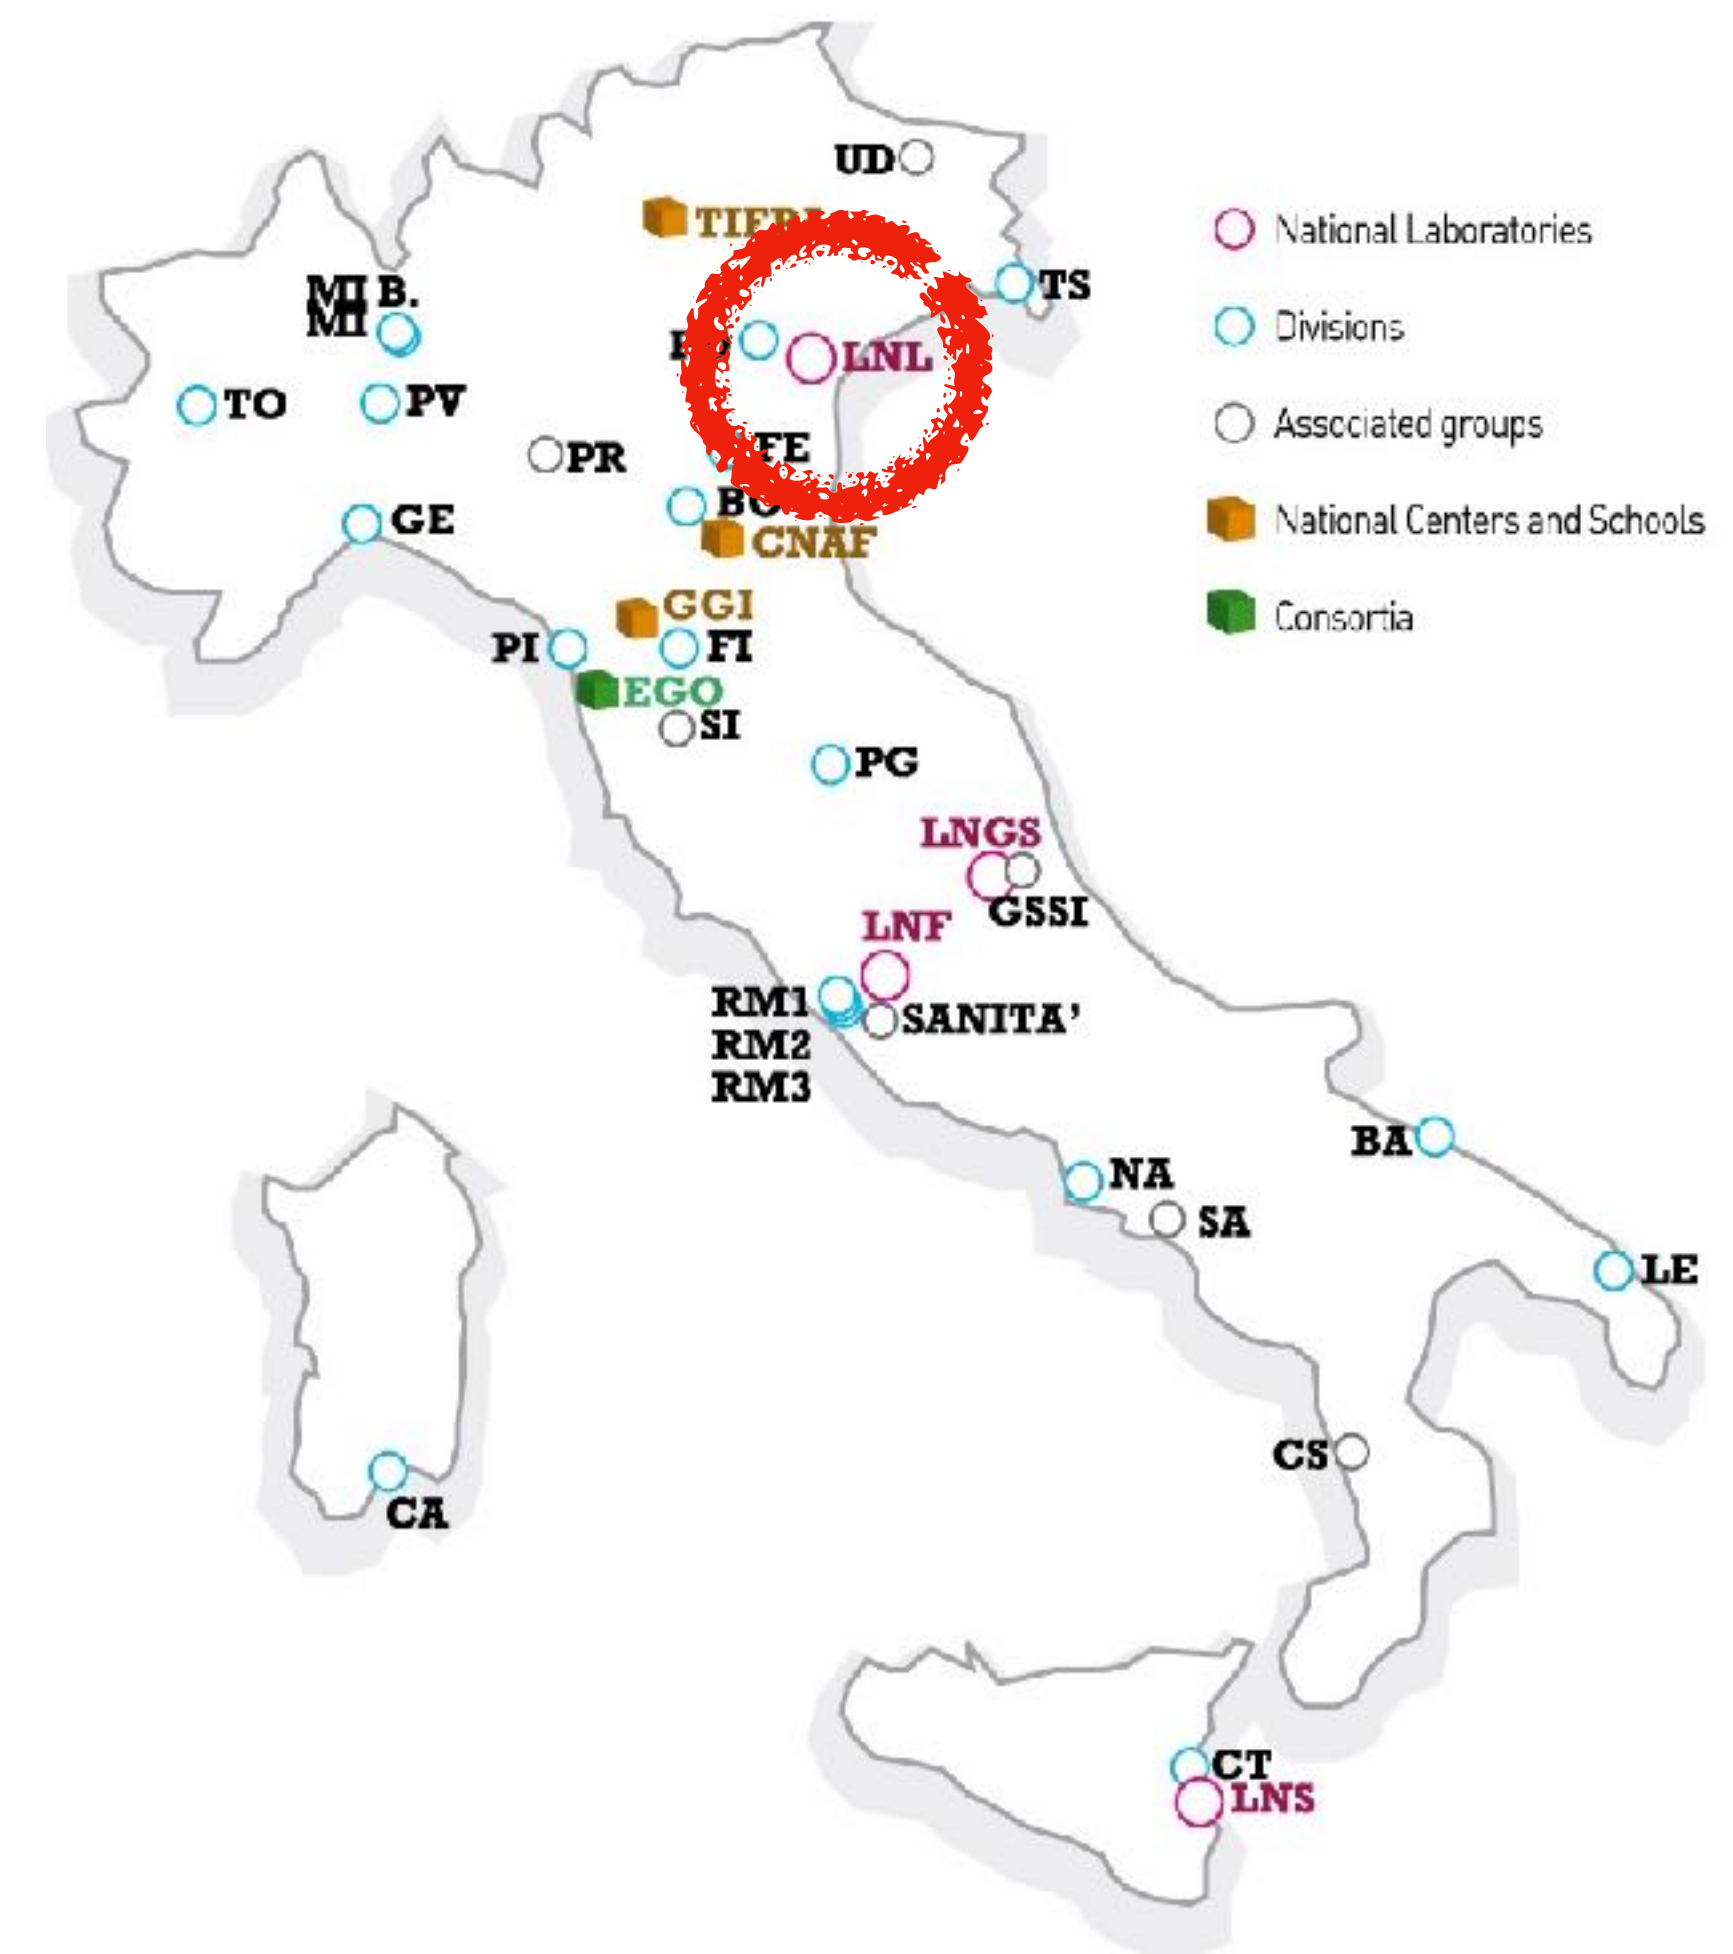 UD
National Laboratories
TS
MI B.
MI
Divisions
LNL
TO
PV
Associated groups
PR
FE
GE
National Centers and Schools
CNAF
GGI
Consortia
PI
FI
EGO
SI
PG
LNGS
GSSI
LNF
RM1
SANITA’
RM2
RM3
BA
NA
SA
LE
CS
CA
CT
LNS